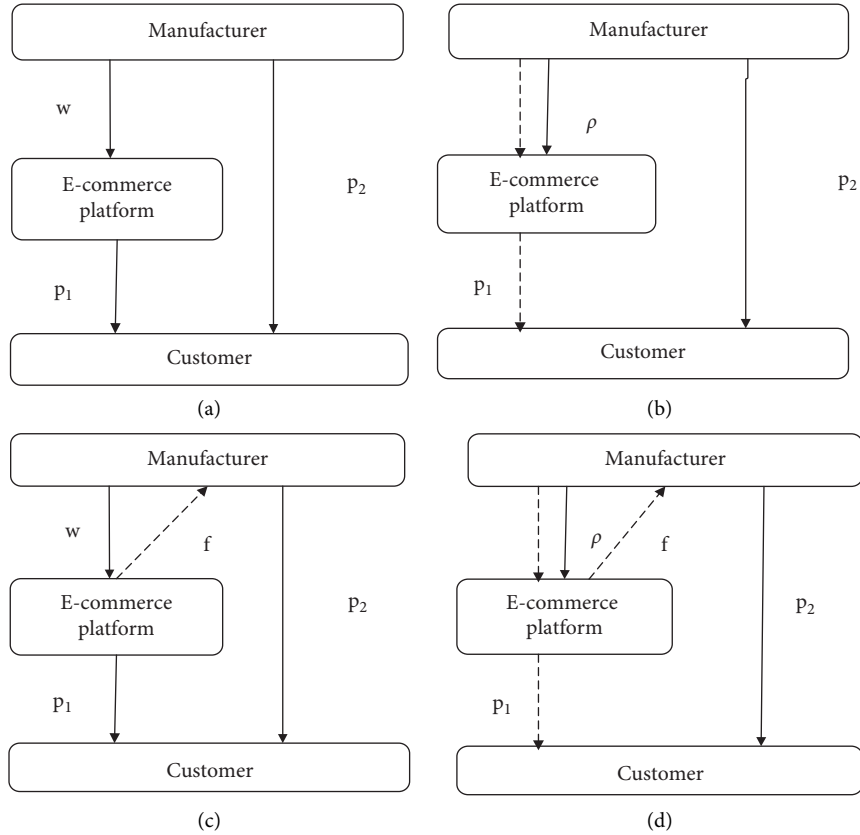 Manufacturer
w
E-commerce
platform
p₂
p₁
Customer
(a)
Manufacturer
ρ
E-commerce
platform
p₂
p₁
Customer
(b)
Manufacturer
w
f
E-commerce
platform
p₂
p₁
Customer
(c)
Manufacturer
ρ
f
E-commerce
platform
p₂
p₁
Customer
(d)